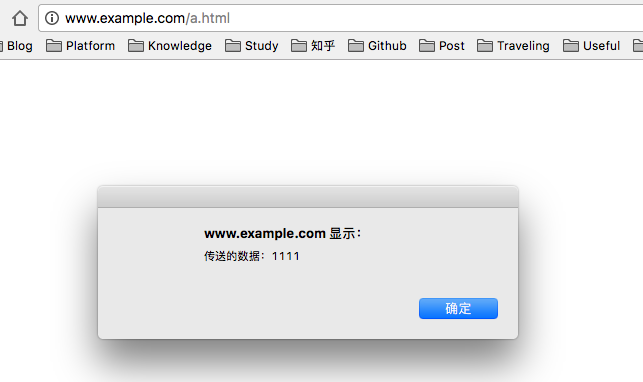 www.example.com/a.html
Blog Platform Knowledge Study 知乎 Github Post Traveling Useful
www.example.com 显示：
传送的数据：1111
确定